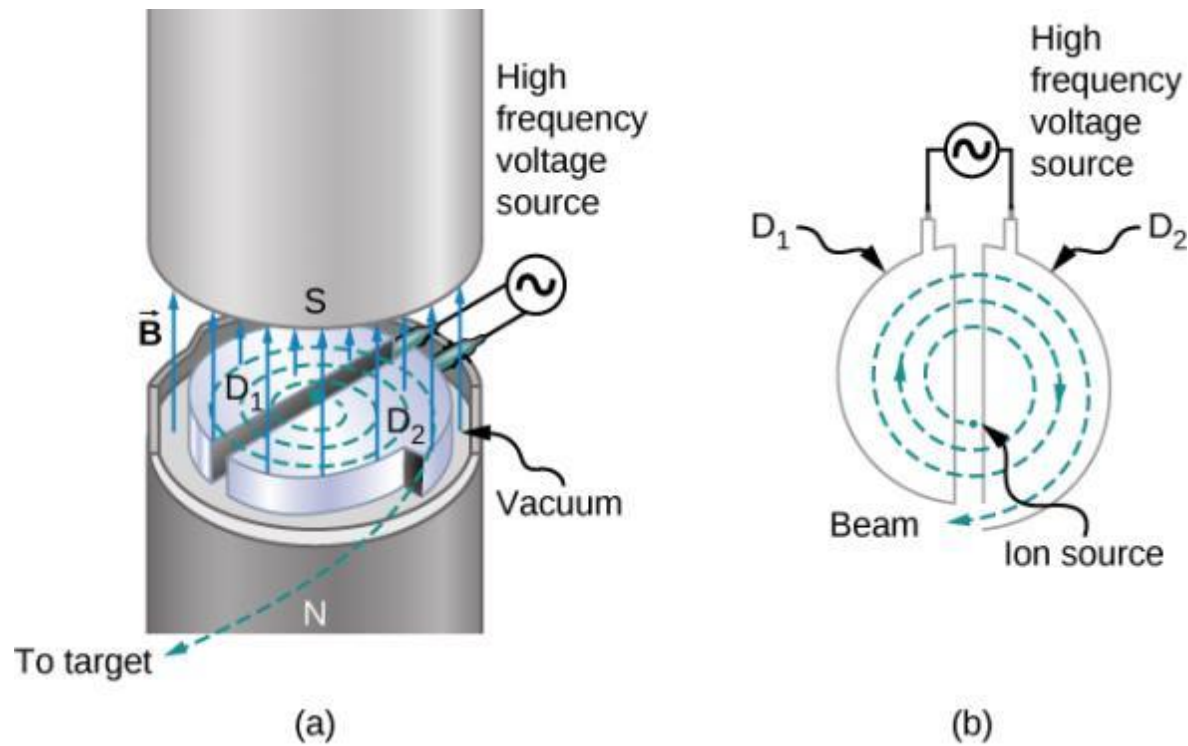 High
frequency
voltage
source
S
B
D1
D2
Vacuum
N
To target
(a)
High
frequency
voltage
source
D1
D2
Beam
Ion source
(b)